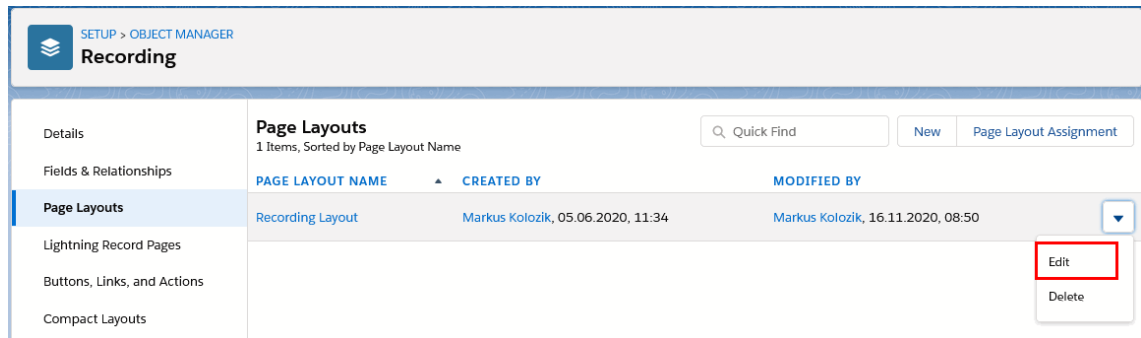 SETUP > OBJECT MANAGER
Recording
Details
Fields & Relationships
Page Layouts
Lightning Record Pages
Buttons, Links, and Actions
Compact Layouts
Page Layouts
1 Items, Sorted by Page Layout Name
Quick Find
New
Page Layout Assignment
PAGE LAYOUT NAME CREATED BY MODIFIED BY
Recording Layout Markus Kolozik, 05.06.2020, 11:34 Markus Kolozik, 16.11.2020, 08:50
Edit
Delete